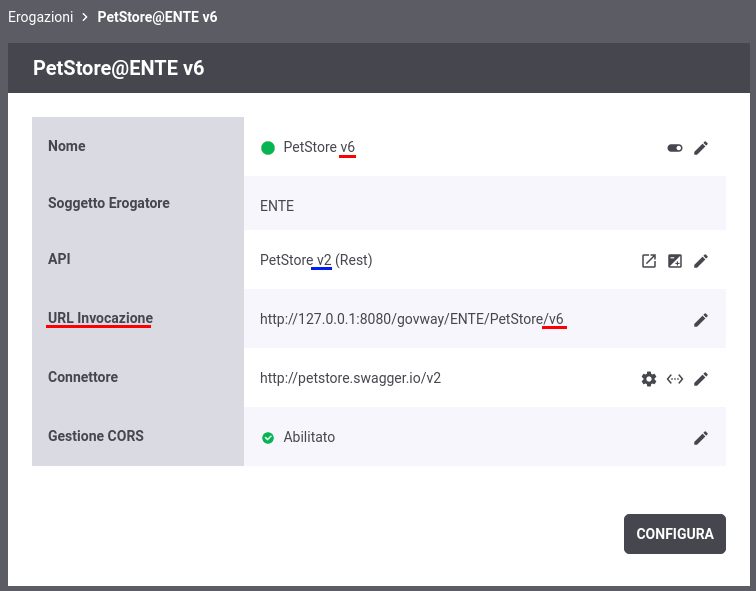 Erogazioni > PetStore@ENTE v6
PetStore@ENTE v6
Nome PetStore v6
Soggetto Erogatore ENTE
API PetStore v2 (Rest)
URL Invocazione http://127.0.0.1:8080/govway/ENTE/PetStore/v6
Connettore http://petstore.swagger.io/v2
Gestione CORS Abilitato
CONFIGURA